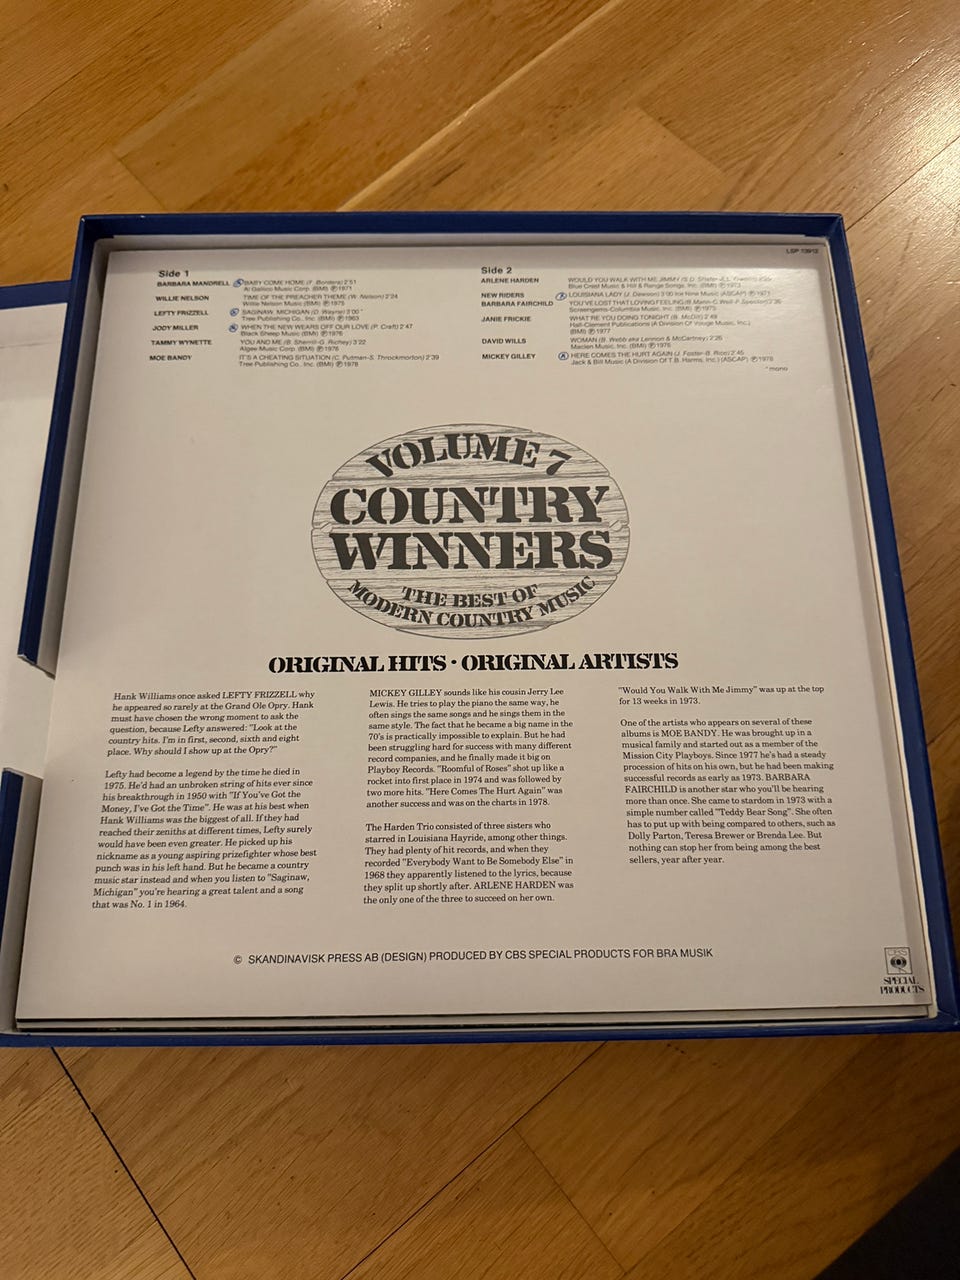 LSP 13912
Side 1
BARBARA MANDRELL BABY COME HOME (F. Bordera) 2'51
Al Gallico Music Corp. (BMI) Ⓟ1971
WILLIE NELSON TIME OF THE PREACHER THEME (W. Nelson) 2'24
Willie Nelson Music (BMI) Ⓟ1975
LEFTY FRIZZELL SAGINAW, MICHIGAN (D. Wayne) 3'00*
Tree Publishing Co., Inc. (BMI) Ⓟ1963
JODY MILLER WHEN THE NEW WEARS OFF OUR LOVE (P. Craft) 2'47
Black Sheep Music (BMI) Ⓟ1976
TAMMY WYNETTE YOU AND ME (B. Sherrill-G. Richey) 3'22
Algee Music Corp. (BMI) Ⓟ1976
MOE BANDY IT'S A CHEATING SITUATION (C. Putman-S. Throckmorton) 2'39
Tree Publishing Co., Inc. (BMI) Ⓟ1978
Side 2
ARLENE HARDEN WOULD YOU WALK WITH ME JIMMY
Blue Crest Music & Hill & Range Songs, Inc. (BMI) Ⓟ1973
NEW RIDERS LOUISIANA LADY (J. Dawson) 3'00 Ice Nine Music (ASCAP) Ⓟ1971
BARBARA FAIRCHILD YOU'VE LOST THAT LOVING FEELING (B. Mann-C. Weil-P. Spector) 2'36
Screengems-Columbia Music, Inc. (BMI) Ⓟ1975
JANIE FRICKIE WHAT'RE YOU DOING TONIGHT (B. McDill) 2'49
Hall-Clement Publications (A Division Of Vouge Music, Inc.)
(BMI) Ⓟ1977
DAVID WILLS WOMAN (B. Webb aka Lennon & McCartney) 2'26
Maclen Music, Inc. (BMI) Ⓟ1976
MICKEY GILLEY HERE COMES THE HURT AGAIN (J. Foster-B. Rice) 2'45
Jack & Bill Music (A Division Of T.B. Harms, Inc.) (ASCAP) Ⓟ1978
* mono
VOLUME 7
COUNTRY
WINNERS
THE BEST OF
MODERN COUNTRY MUSIC
ORIGINAL HITS · ORIGINAL ARTISTS
Hank Williams once asked LEFTY FRIZZELL why
he appeared so rarely at the Grand Ole Opry. Hank
must have chosen the wrong moment to ask the
question, because Lefty answered: "Look at the
country hits. I'm in first, second, sixth and eight
place. Why should I show up at the Opry?"
Lefty had become a legend by the time he died in
1975. He'd had an unbroken string of hits ever since
his breakthrough in 1950 with "If You've Got the
Money, I've Got the Time". He was at his best when
Hank Williams was the biggest of all. If they had
reached their zeniths at different times, Lefty surely
would have been even greater. He picked up his
nickname as a young aspiring prizefighter whose best
punch was in his left hand. But he became a country
music star instead and when you listen to "Saginaw,
Michigan" you're hearing a great talent and a song
that was No. 1 in 1964.
MICKEY GILLEY sounds like his cousin Jerry Lee
Lewis. He tries to play the piano the same way, he
often sings the same songs and he sings them in the
same style. The fact that he became a big name in the
70's is practically impossible to explain. But he had
been struggling hard for success with many different
record companies, and he finally made it big on
Playboy Records. "Roomful of Roses" shot up like a
rocket into first place in 1974 and was followed by
two more hits. "Here Comes The Hurt Again" was
another success and was on the charts in 1978.
The Harden Trio consisted of three sisters who
starred in Louisiana Hayride, among other things.
They had plenty of hit records, and when they
recorded "Everybody Want to Be Somebody Else" in
1968 they apparently listened to the lyrics, because
they split up shortly after. ARLENE HARDEN was
the only one of the three to succeed on her own.
"Would You Walk With Me Jimmy" was up at the top
for 13 weeks in 1973.
One of the artists who appears on several of these
albums is MOE BANDY. He was brought up in a
musical family and started out as a member of the
Mission City Playboys. Since 1977 he's had a steady
procession of hits on his own, but he had been making
successful records as early as 1973. BARBARA
FAIRCHILD is another star who you'll be hearing
more than once. She came to stardom in 1973 with a
simple number called "Teddy Bear Song". She often
has to put up with being compared to others, such as
Dolly Parton, Teresa Brewer or Brenda Lee. But
nothing can stop her from being among the best
sellers, year after year.
© SKANDINAVISK PRESS AB (DESIGN) PRODUCED BY CBS SPECIAL PRODUCTS FOR BRA MUSIK
CBS
SPECIAL
PRODUCTS